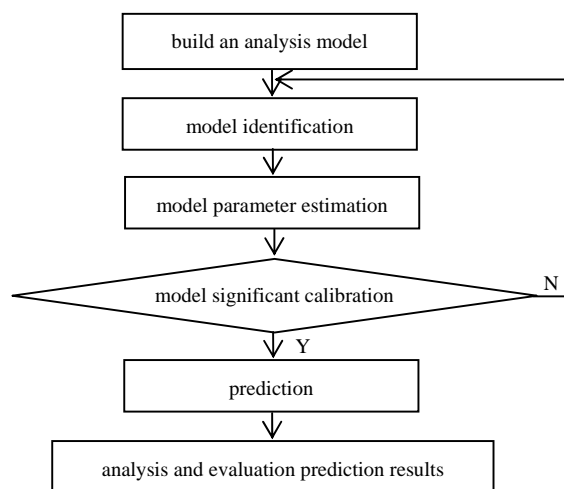 build an analysis model
model identification
model parameter estimation
model significant calibration
N
Y
prediction
analysis and evaluation prediction results